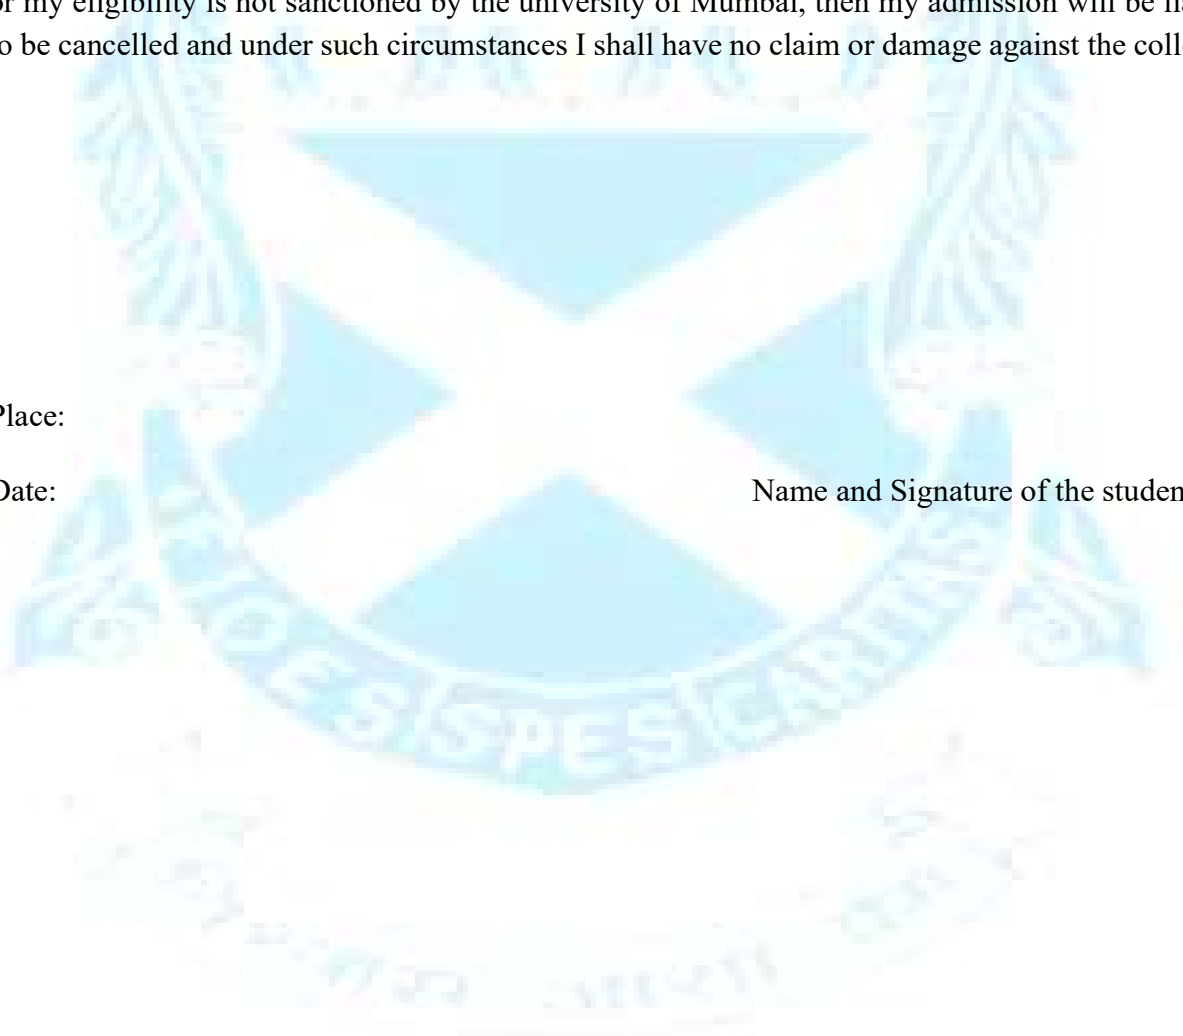 or my eligibility is not sanctioned by the university of Mumbai, then my admission will be
o be cancelled and under such circumstances I shall have no claim or damage against the coll
Place:
Date:
Name and Signature of the studen
FIDES SPES CARITAS